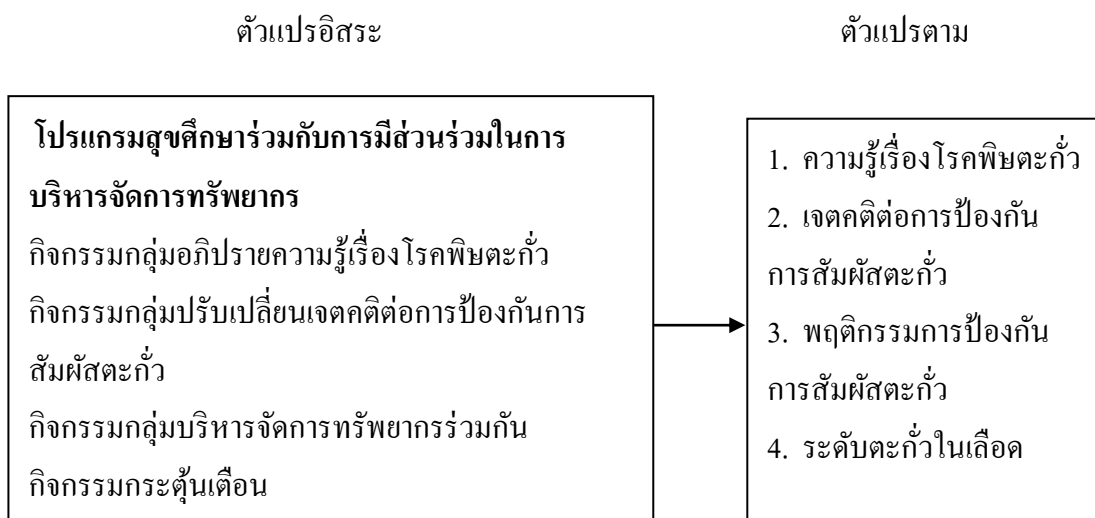 ตัวแปรอิสระ
ตัวแปรตาม
โปรแกรมสุขศึกษาร่วมกับการมีส่วนร่วมในการ
บริหารจัดการทรัพยากร
กิจกรรมกลุ่มอภิปรายความรู้เรื่องโรคพิษตะกั่ว
กิจกรรมกลุ่มปรับเปลี่ยนเจตคติต่อการป้องกันการ
สัมผัสตะกั่ว
กิจกรรมกลุ่มบริหารจัดการทรัพยากรร่วมกัน
กิจกรรมกระตุ้นเตือน
1. ความรู้เรื่องโรคพิษตะกั่ว
2. เจตคติต่อการป้องกัน
การสัมผัสตะกั่ว
3. พฤติกรรมการป้องกัน
การสัมผัสตะกั่ว
4. ระดับตะกั่วในเลือด